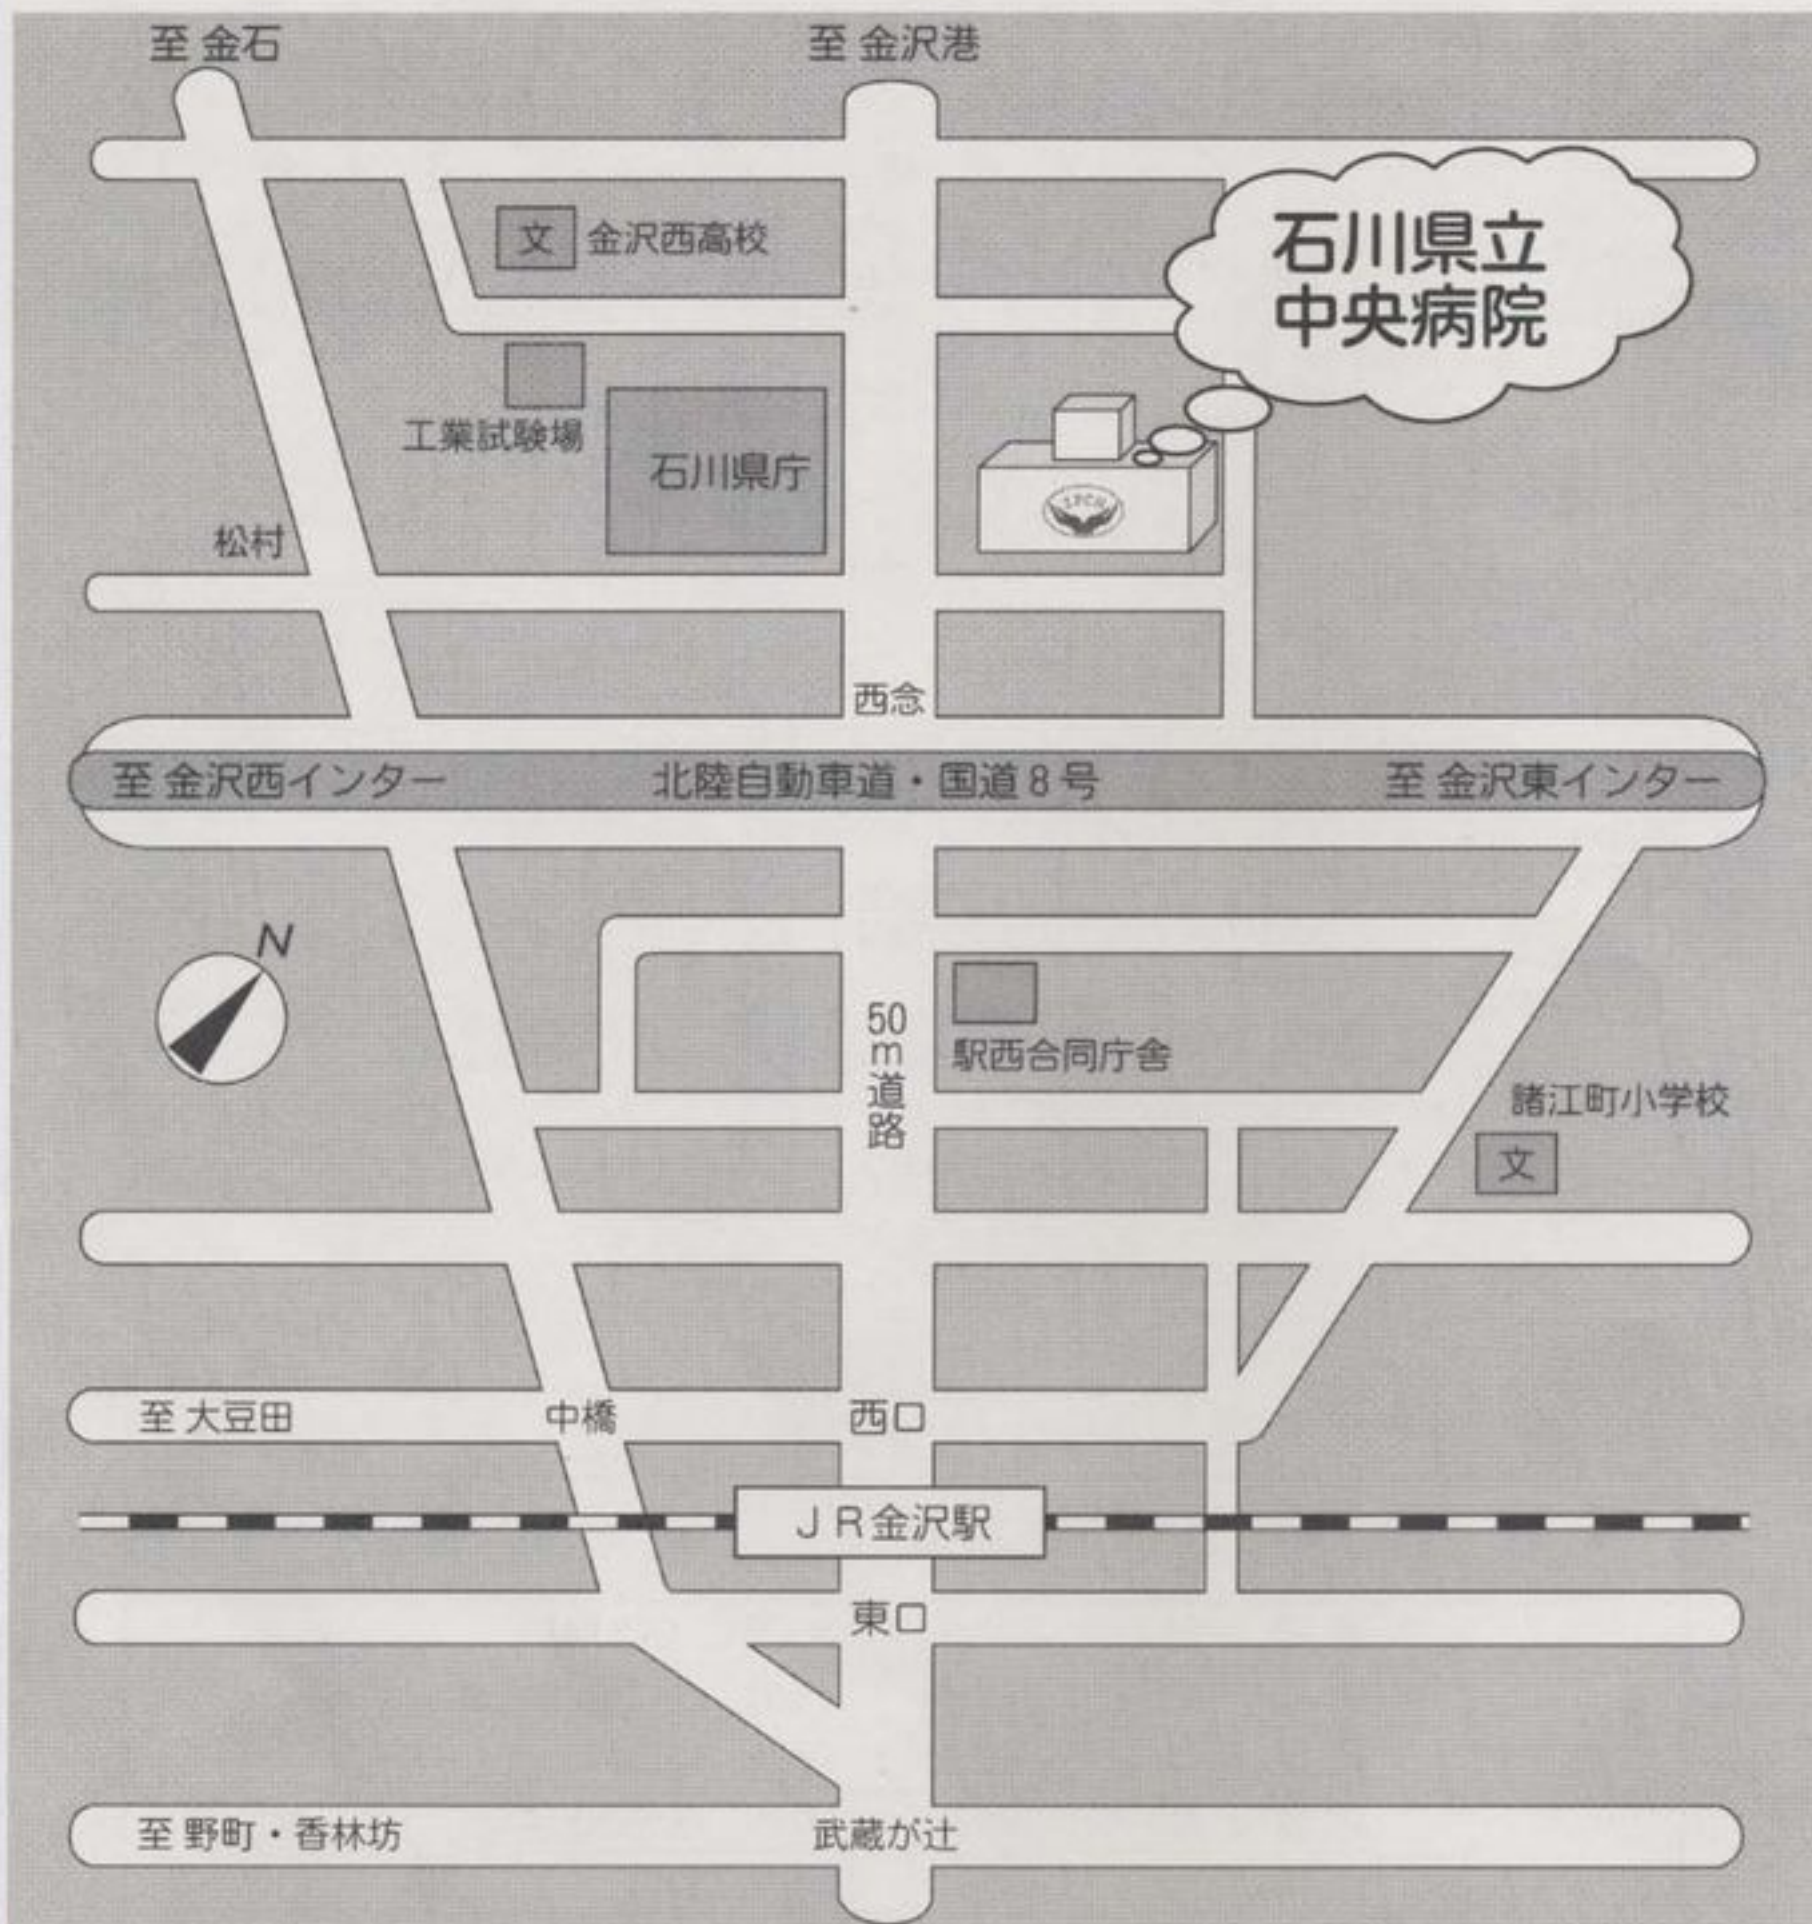 至 金石
至 金沢港
文 金沢西高校
石川県立
中央病院
工業試験場
石川県庁
IPCH
松村
西念
至 金沢西インター
北陸自動車道・国道8号
至 金沢東インター
N
50m道路
駅西合同庁舎
諸江町小学校
文
至 大豆田
中橋
西口
JR金沢駅
東口
至 野町・香林坊
武蔵が辻